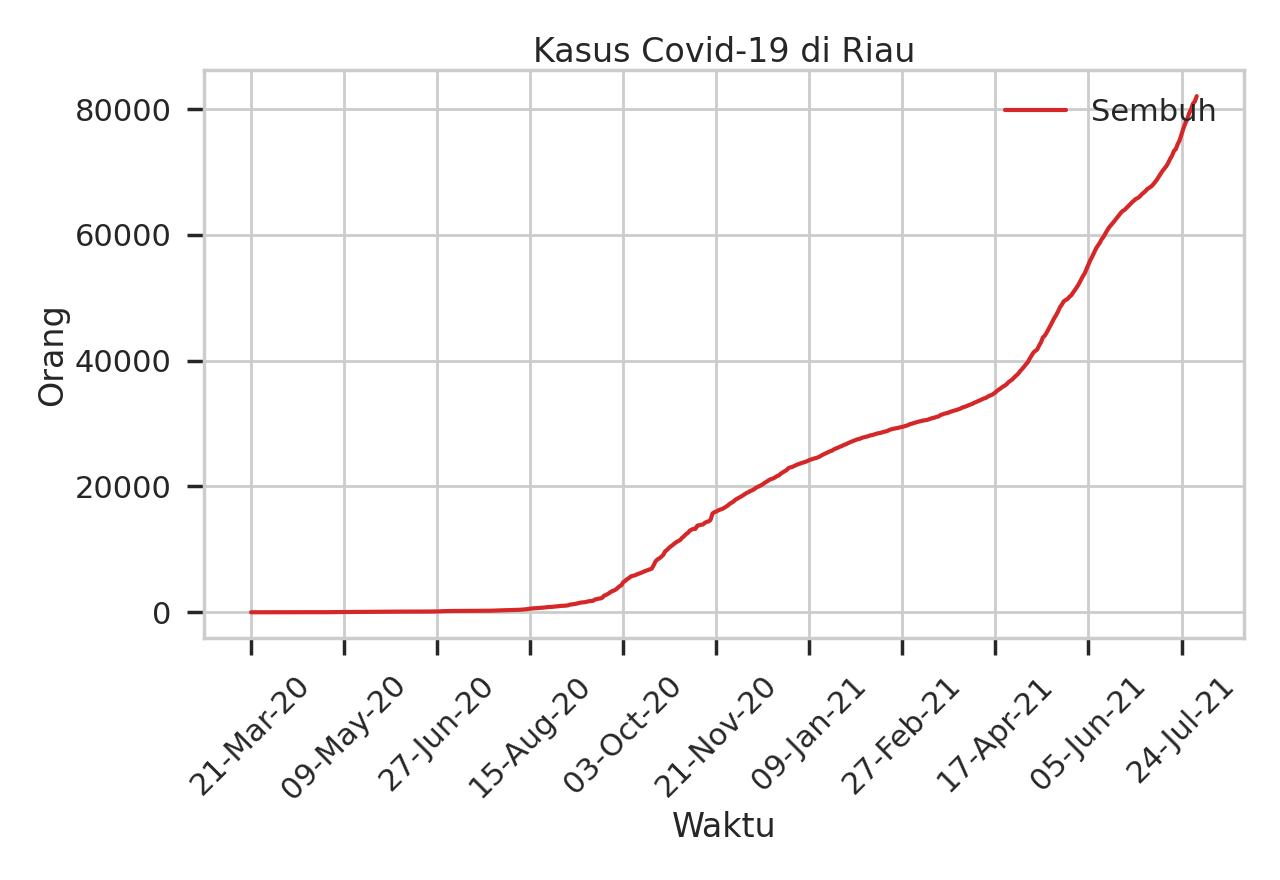 Kasus Covid-19 di Riau
Sembuh
Orang
80000
60000
40000
20000
0
21-Mar-20
09-May-20
27-Jun-20
15-Aug-20
03-Oct-20
21-Nov-20
09-Jan-21
27-Feb-21
17-Apr-21
05-Jun-21
24-Jul-21
Waktu